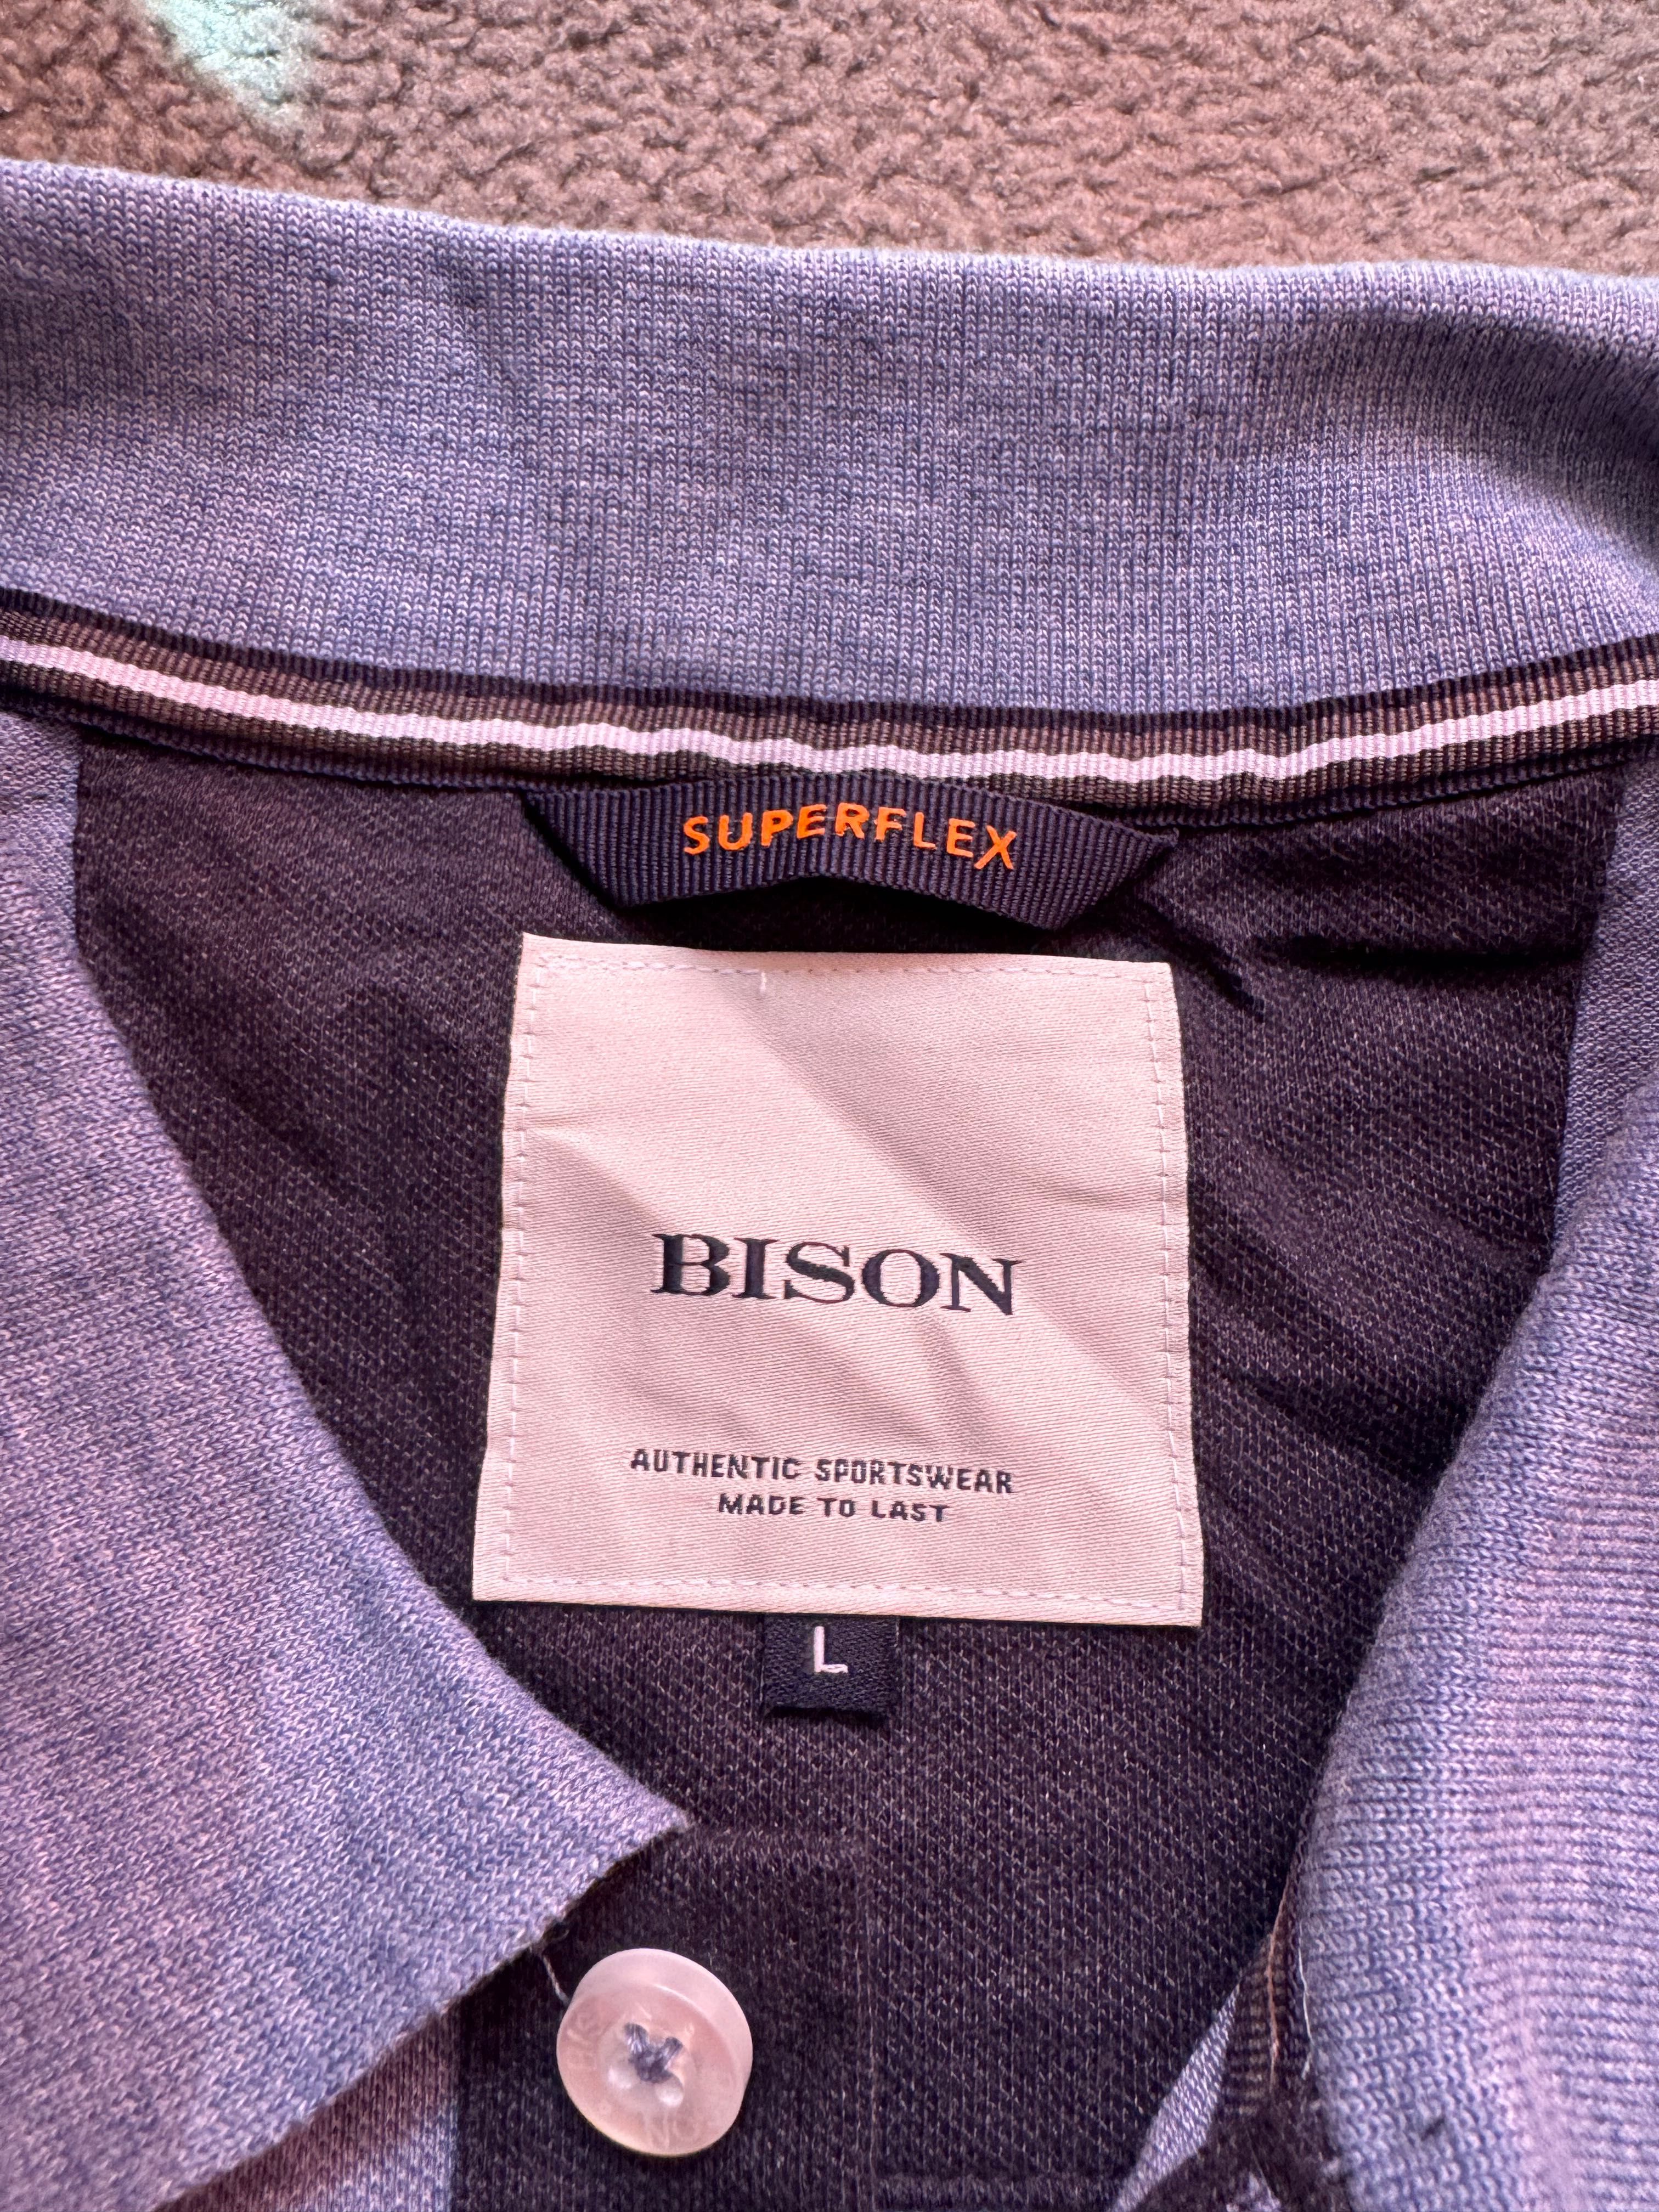 SUPERFLEX
BISON
AUTHENTIC SPORTSWEAR
MADE TO LAST
L